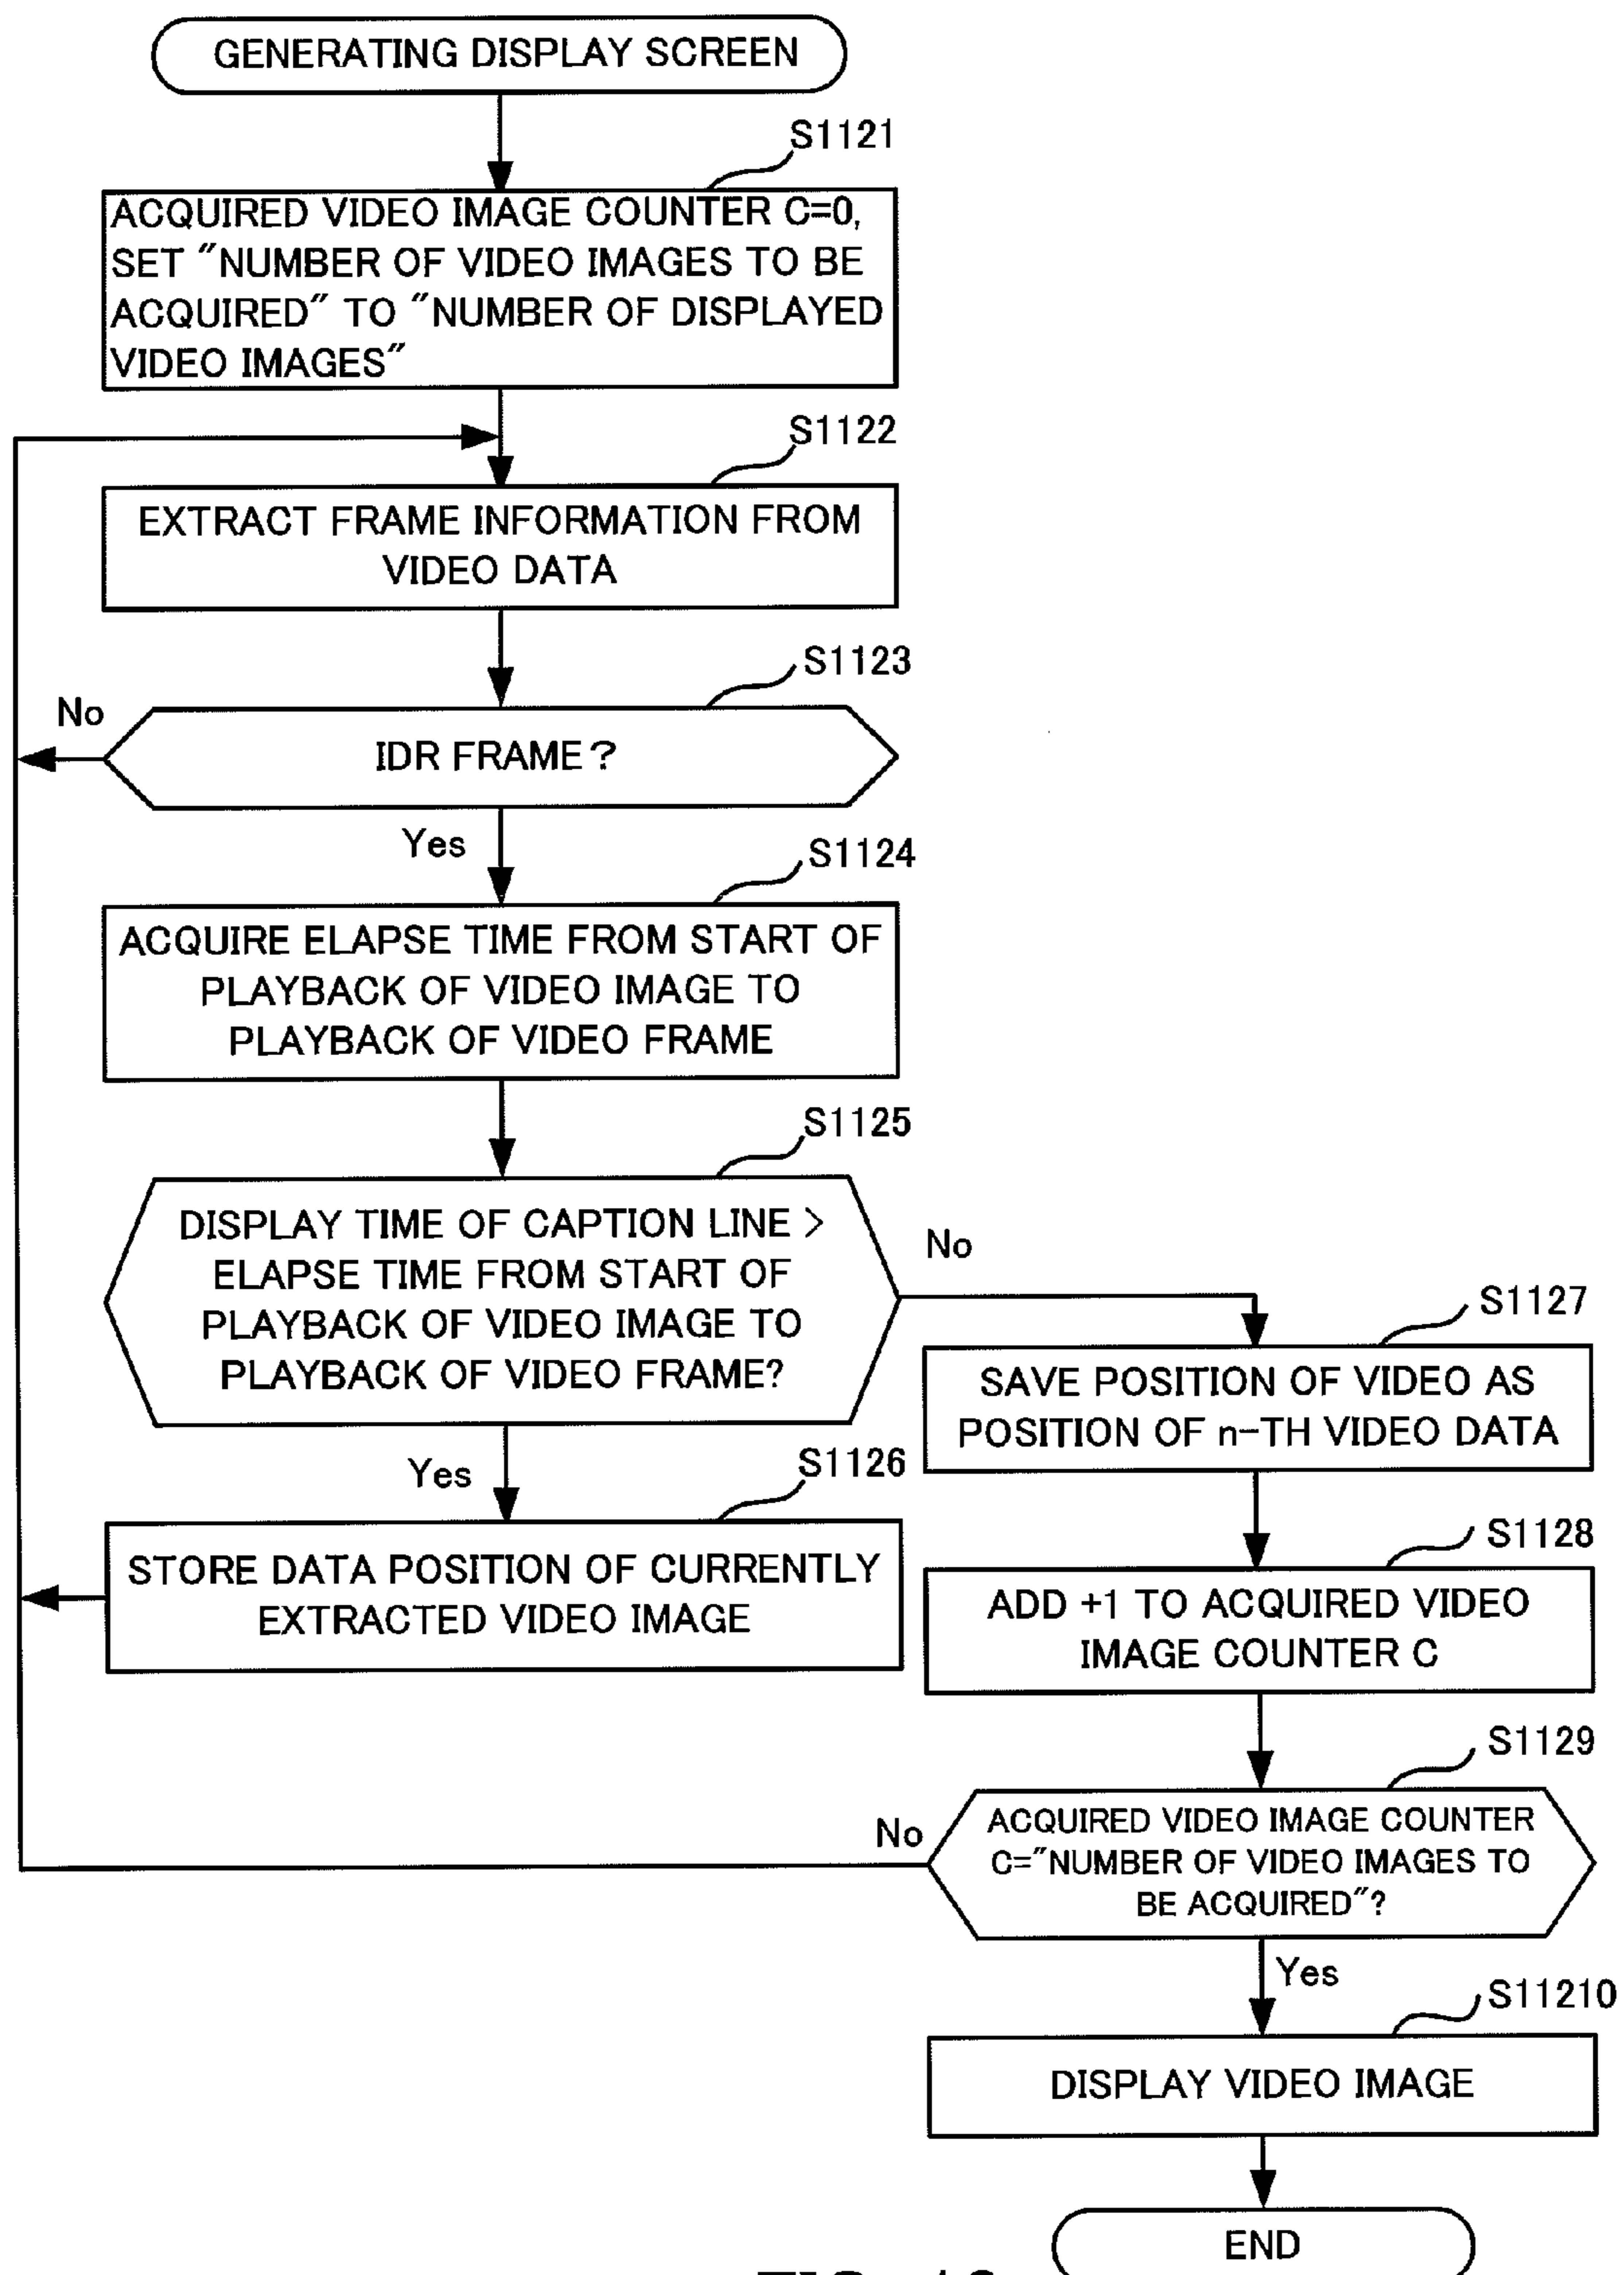 GENERATING DISPLAY SCREEN
S1121
ACQUIRED VIDEO IMAGE COUNTER C=0,
SET "NUMBER OF VIDEO IMAGES TO BE
ACQUIRED" TO "NUMBER OF DISPLAYED
VIDEO IMAGES"
S1122
EXTRACT FRAME INFORMATION FROM
VIDEO DATA
S1123
No
IDR FRAME?
Yes
S1124
ACQUIRE ELAPSE TIME FROM START OF
PLAYBACK OF VIDEO IMAGE TO
PLAYBACK OF VIDEO FRAME
S1125
DISPLAY TIME OF CAPTION LINE >
ELAPSE TIME FROM START OF
PLAYBACK OF VIDEO IMAGE TO
PLAYBACK OF VIDEO FRAME?
No
Yes
S1126
STORE DATA POSITION OF CURRENTLY
EXTRACTED VIDEO IMAGE
S1127
SAVE POSITION OF VIDEO AS
POSITION OF n-TH VIDEO DATA
S1128
ADD +1 TO ACQUIRED VIDEO
IMAGE COUNTER C
S1129
No
ACQUIRED VIDEO IMAGE COUNTER
C="NUMBER OF VIDEO IMAGES TO
BE ACQUIRED"?
Yes
S11210
DISPLAY VIDEO IMAGE
END